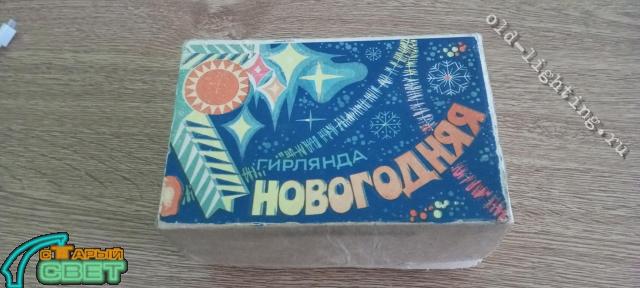 old-lighting.ru
ГИРЛЯНДА
НОВОГОДНЯЯ
СТАРЫЙ
СВЕТ